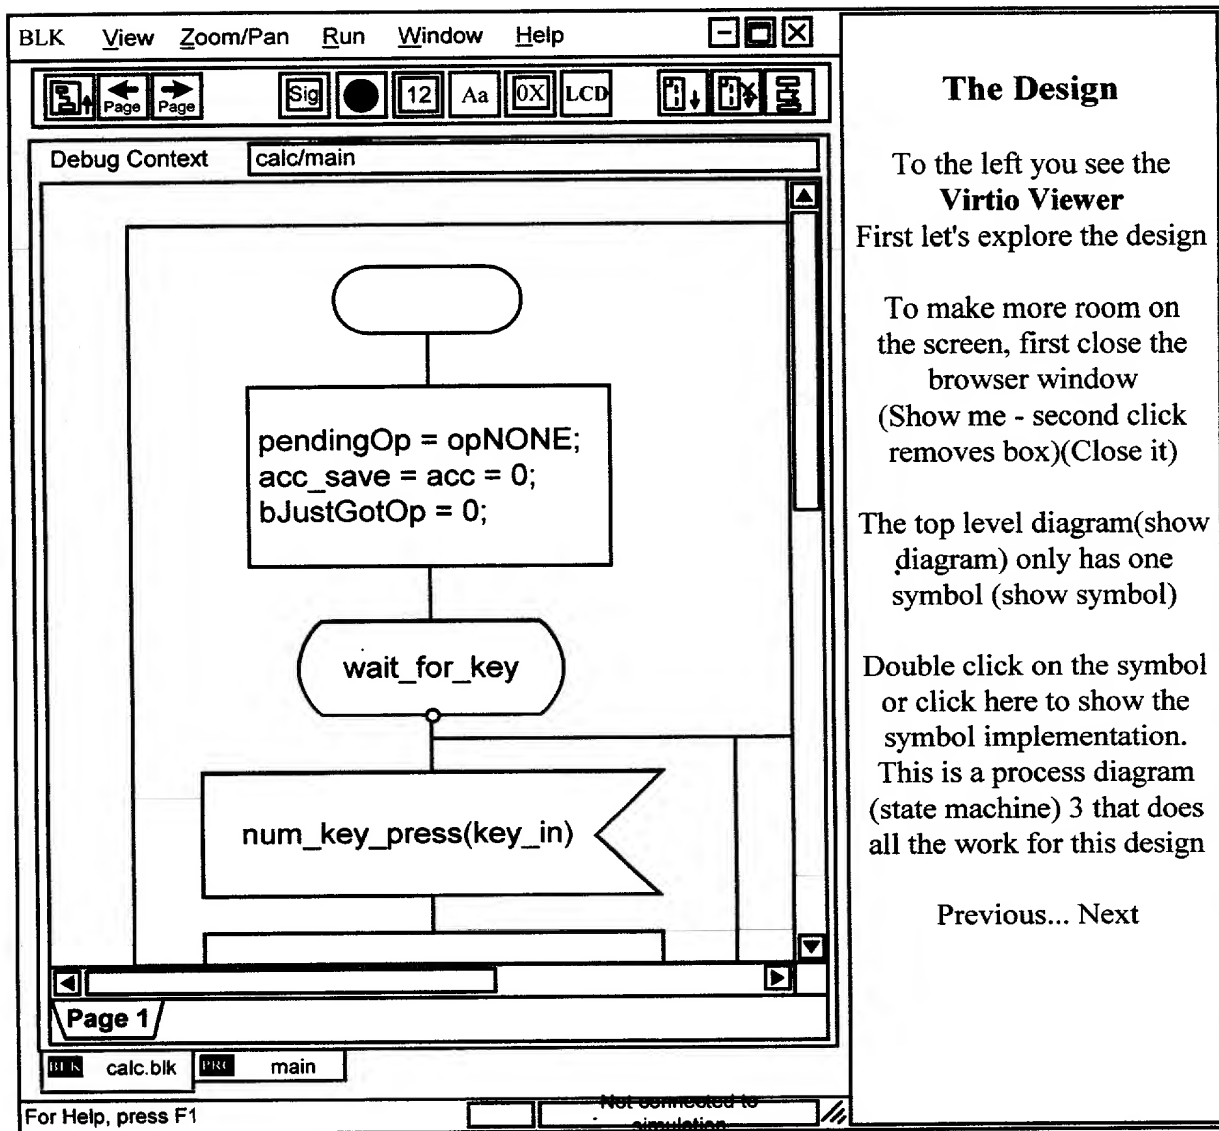 BLK View Zoom/Pan Run Window Help
Page Page Sig 12 Aa 0X LCD
Debug Context calc/main
pendingOp = opNONE;
acc_save = acc = 0;
bJustGotOp = 0;
wait_for_key
num_key_press(key_in)
Page 1
BLK calc.blk PRC main
For Help, press F1
Not connected to
simulation
The Design
To the left you see the
Virtio Viewer
First let's explore the design
To make more room on
the screen, first close the
browser window
(Show me - second click
removes box)(Close it)
The top level diagram(show
diagram) only has one
symbol (show symbol)
Double click on the symbol
or click here to show the
symbol implementation.
This is a process diagram
(state machine) 3 that does
all the work for this design
Previous... Next